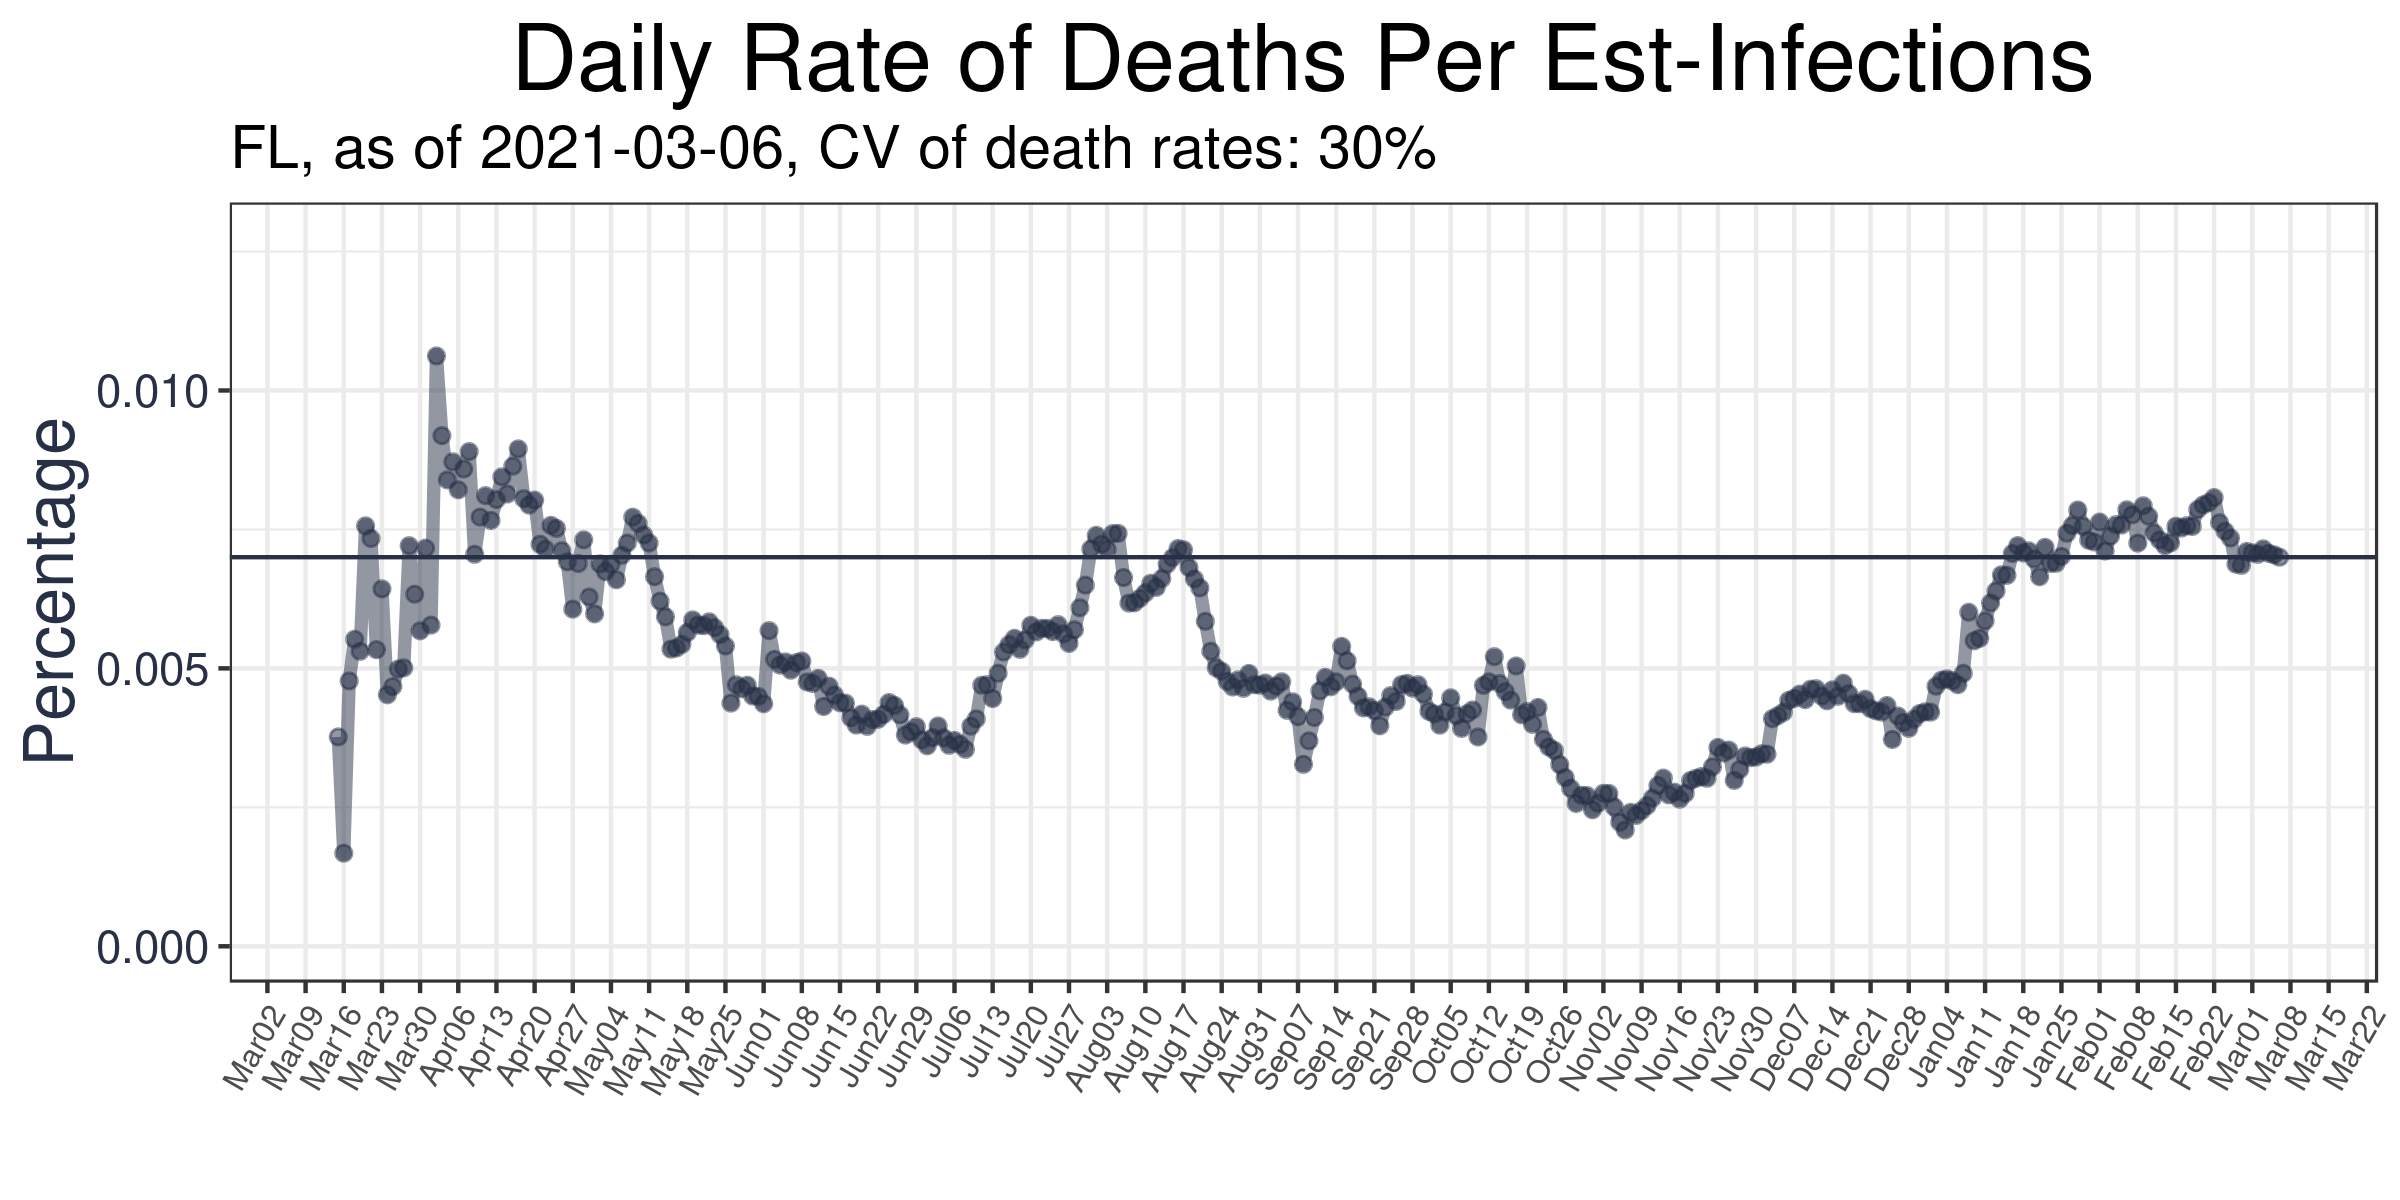 Daily Rate of Deaths Per Est-Infections
FL, as of 2021-03-06, CV of death rates: 30%
Percentage
0.010
0.005
0.000
Mar02
Mar09
Mar16
Mar23
Mar30
Apr06
Apr13
Apr20
Apr27
May04
May11
May18
May25
Jun01
Jun08
Jun15
Jun22
Jun29
Jul06
Jul13
Jul20
Jul27
Aug03
Aug10
Aug17
Aug24
Aug31
Sep07
Sep14
Sep21
Sep28
Oct05
Oct12
Oct19
Oct26
Nov02
Nov09
Nov16
Nov23
Nov30
Dec07
Dec14
Dec21
Dec28
Jan04
Jan11
Jan18
Jan25
Feb01
Feb08
Feb15
Feb22
Mar01
Mar08
Mar15
Mar22